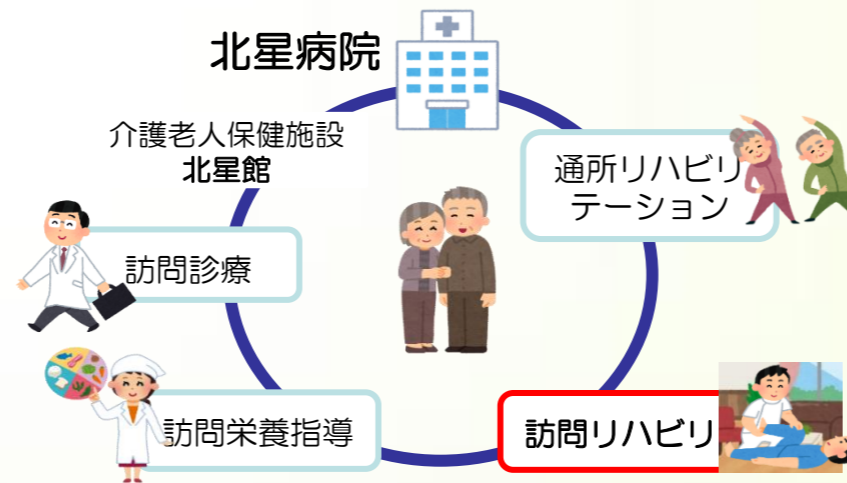 北星病院
介護老人保健施設
北星館
通所リハビリ
テーション
訪問診療
訪問栄養指導
訪問リハビリ